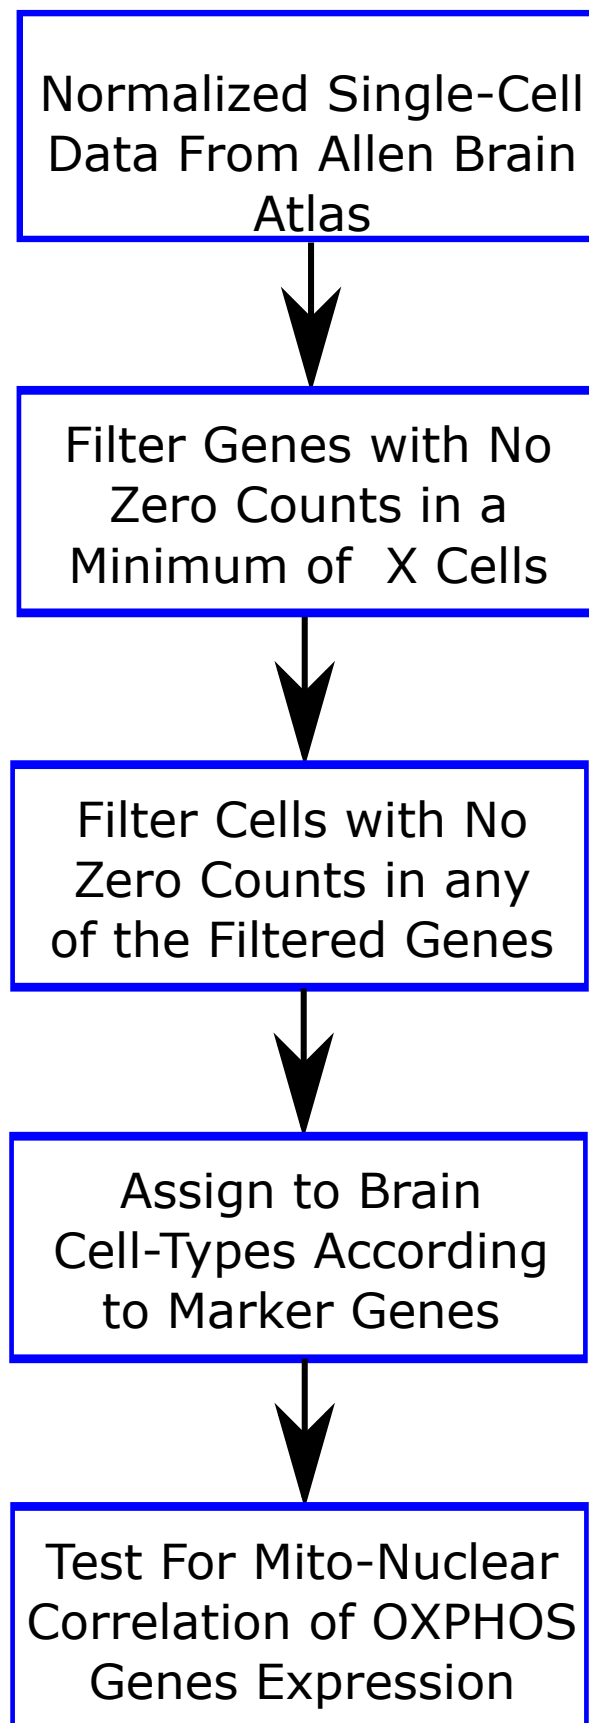 Normalized Single-Cell
Data From Allen Brain
Atlas
Filter Genes with No
Zero Counts in a
Minimum of  X Cells
Filter Cells with No
Zero Counts in any
of the Filtered Genes
Assign to Brain
Cell-Types According
to Marker Genes
Test For Mito-Nuclear
Correlation of OXPHOS
Genes Expression